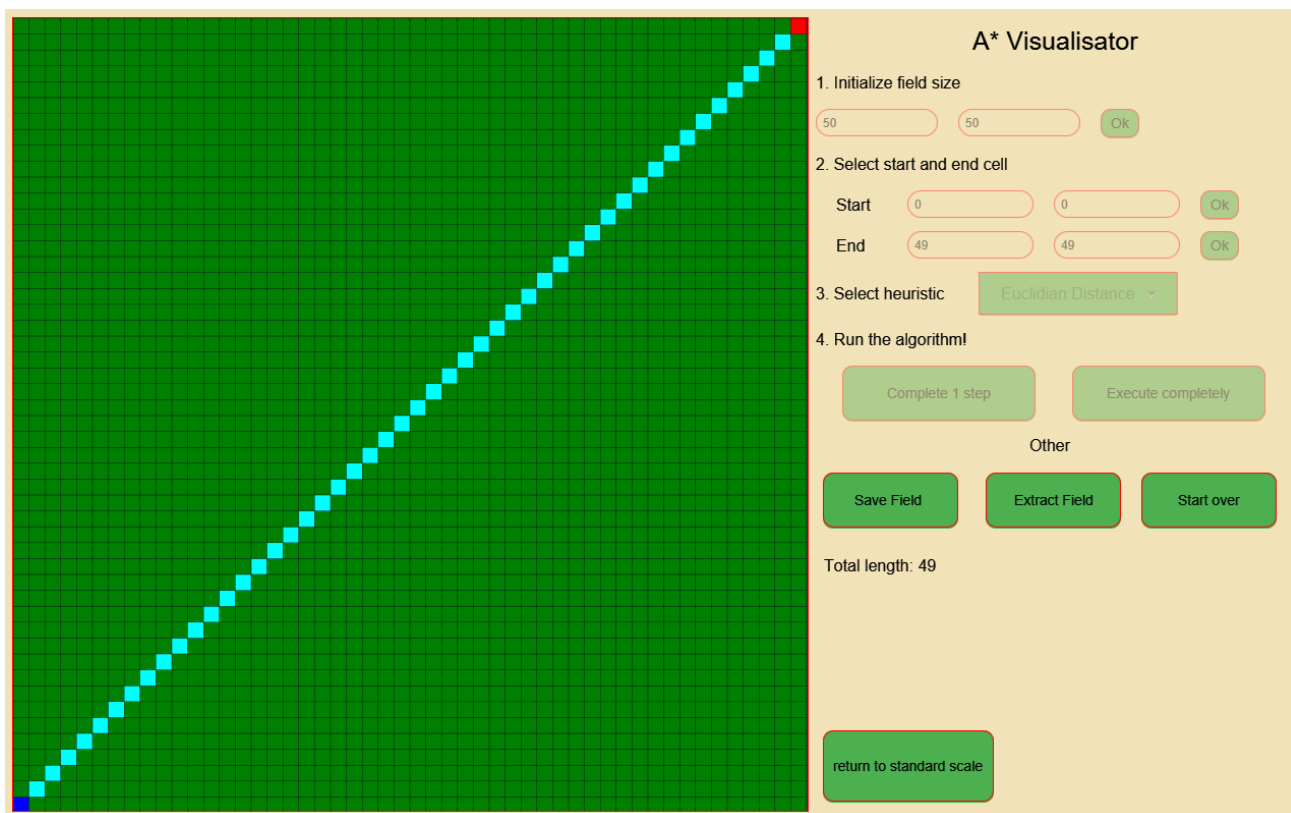 A* Visualisator
1. Initialize field size
50 50 Ok
2. Select start and end cell
Start 0 0 Ok
End 49 49 Ok
3. Select heuristic Euclidian Distance
4. Run the algorithm!
Complete 1 step Execute completely
Other
Save Field Extract Field Start over
Total length: 49
return to standard scale